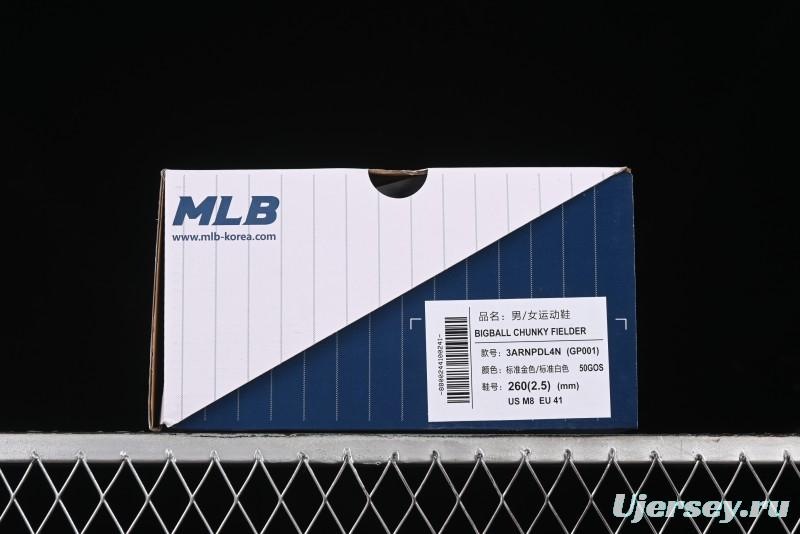 MLB
www.mlb-korea.com
品名：男/女运动鞋
BIGBALL CHUNKY FIELDER
款号：3ARNPDL4N (GP001)
颜色：标准金色/标准白色 50GOS
鞋号：260(2.5) (mm)
US M8 EU 41
-8800244100241-
Ujersey.ru